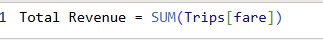 1 Total Revenue = SUM(Trips[fare])